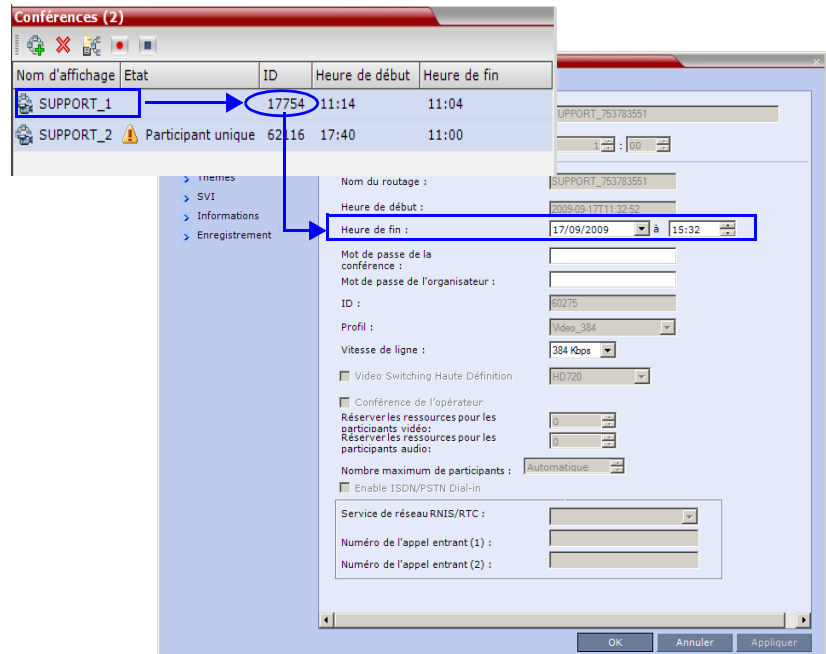 Conférences (2)
Nom d'affichage Etat ID Heure de début Heure de fin
SUPPORT_1 17754 11:14 11:04
SUPPORT_2 Participant unique 62116 17:40 11:00
UPPORT_753783551
1 : 00
Thèmes
SVI
Informations
Enregistrement
Nom du routage : SUPPORT_753783551
Heure de début : 2009-09-17T11:32:52
Heure de fin : 17/09/2009 à 15:32
Mot de passe de la
conférence :
Mot de passe de l'organisateur :
ID : 60275
Profil : Video_384
Vitesse de ligne : 384 Kbps
Video Switching Haute Définition HD720
Conférence de l'opérateur
Réserver les ressources pour les
participants vidéo: 0
Réserver les ressources pour les
participants audio: 0
Nombre maximum de participants : Automatique
Enable ISDN/PSTN Dial-in
Service de réseau RNIS/RTC :
Numéro de l'appel entrant (1) :
Numéro de l'appel entrant (2) :
OK Annuler Appliquer